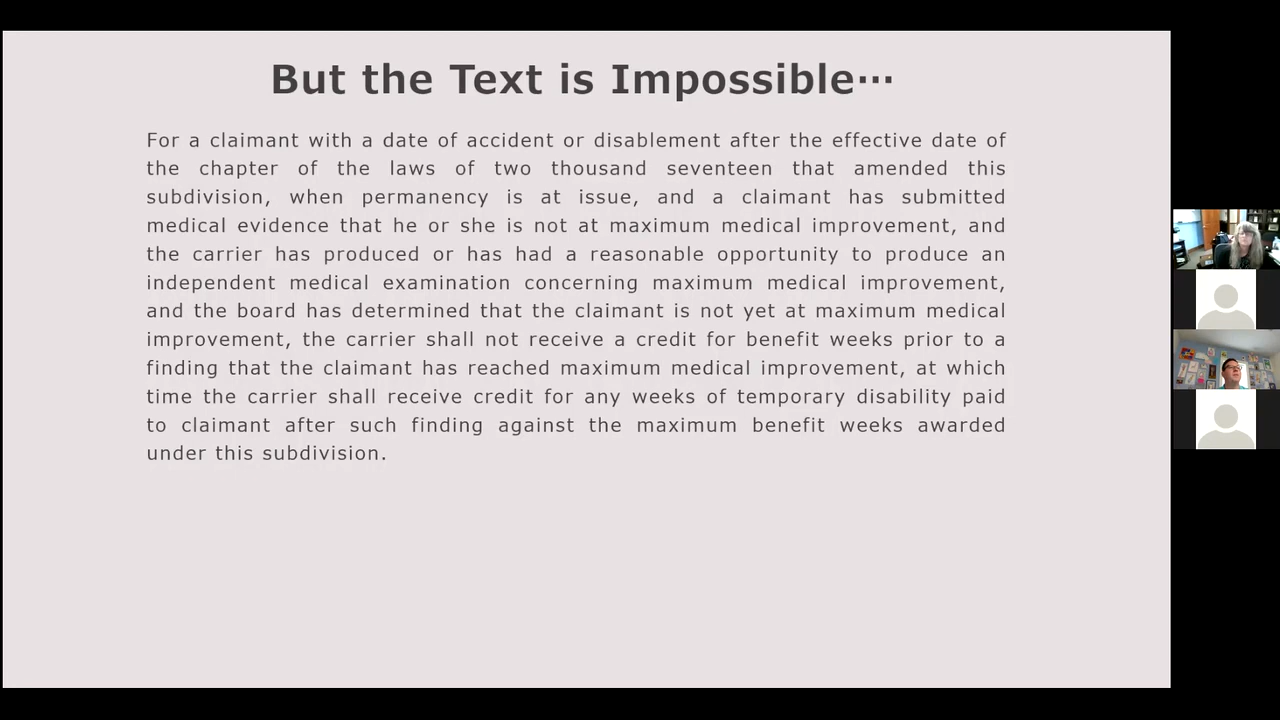 But the Text is Impossible…
For a claimant with a date of accident or disablement after the effective date of
the chapter of the laws of two thousand seventeen that amended this
subdivision, when permanency is at issue, and a claimant has submitted
medical evidence that he or she is not at maximum medical improvement, and
the carrier has produced or has had a reasonable opportunity to produce an
independent medical examination concerning maximum medical improvement,
and the board has determined that the claimant is not yet at maximum medical
improvement, the carrier shall not receive a credit for benefit weeks prior to a
finding that the claimant has reached maximum medical improvement, at which
time the carrier shall receive credit for any weeks of temporary disability paid
to claimant after such finding against the maximum benefit weeks awarded
under this subdivision.